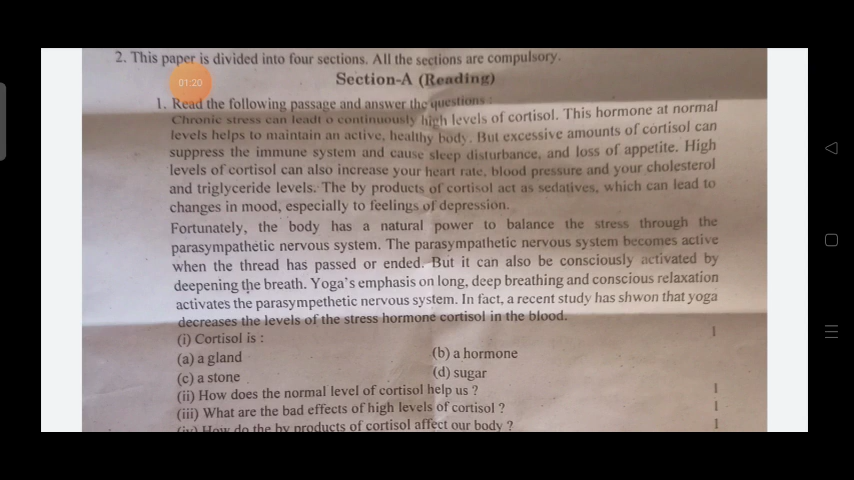 2. This paper is divided into four sections. All the sections are compulsory.
01:20
Section-A (Reading)
1. Read the following passage and answer the questions :
Chronic stress can leadt o continuously high levels of cortisol. This hormone at normal
levels helps to maintain an active, healthy body. But excessive amounts of cortisol can
suppress the immune system and cause sleep disturbance, and loss of appetite. High
levels of cortisol can also increase your heart rate, blood pressure and your cholesterol
and triglyceride levels. The by products of cortisol act as sedatives, which can lead to
changes in mood, especially to feelings of depression.
Fortunately, the body has a natural power to balance the stress through the
parasympathetic nervous system. The parasympathetic nervous system becomes active
when the thread has passed or ended. But it can also be consciously activated by
deepening the breath. Yoga's emphasis on long, deep breathing and conscious relaxation
activates the parasympethetic nervous system. In fact, a recent study has shwon that yoga
decreases the levels of the stress hormone cortisol in the blood.
(i) Cortisol is : 1
(a) a gland (b) a hormone
(c) a stone (d) sugar
(ii) How does the normal level of cortisol help us ? 1
(iii) What are the bad effects of high levels of cortisol ? 1
(iv) How do the by products of cortisol affect our body ? 1